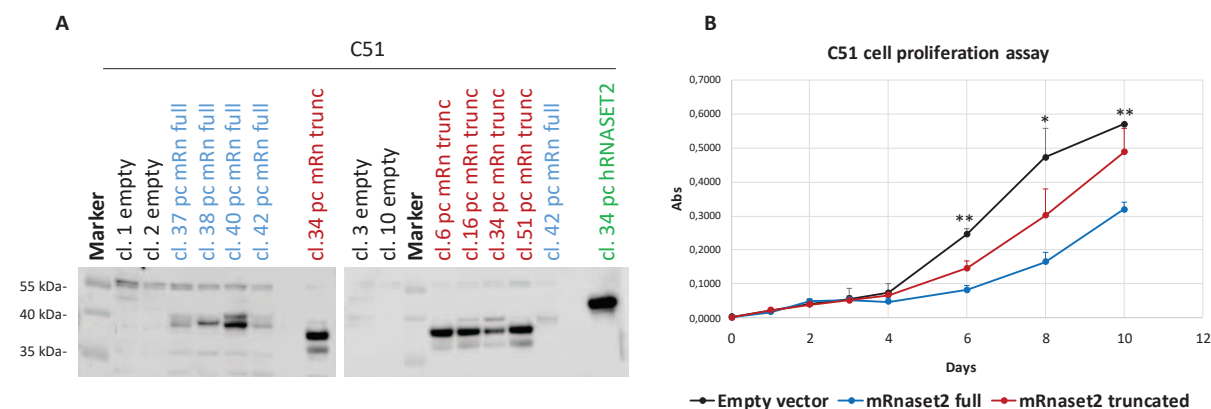 A
C51
Marker
cl. 1 empty
cl. 2 empty
cl. 37 pc mRn full
cl. 38 pc mRn full
cl. 40 pc mRn full
cl. 42 pc mRn full
cl.34 pc mRn trunc
cl. 3 empty
cl. 10 empty
Marker
cl.6 pc mRn trunc
cl.16 pc mRn trunc
cl.34 pc mRn trunc
cl.51 pc mRn trunc
cl. 42 pc mRn full
cl. 34 pc hRNASET2
55 kDa-
40 kDa-
35 kDa-
B
C51 cell proliferation assay
0,7000
0,6000
0,5000
0,4000
0,3000
0,2000
0,1000
0,0000
Abs
**
*
**
0 2 4 6 8 10 12
Days
Empty vector mRnaset2 full mRnaset2 truncated